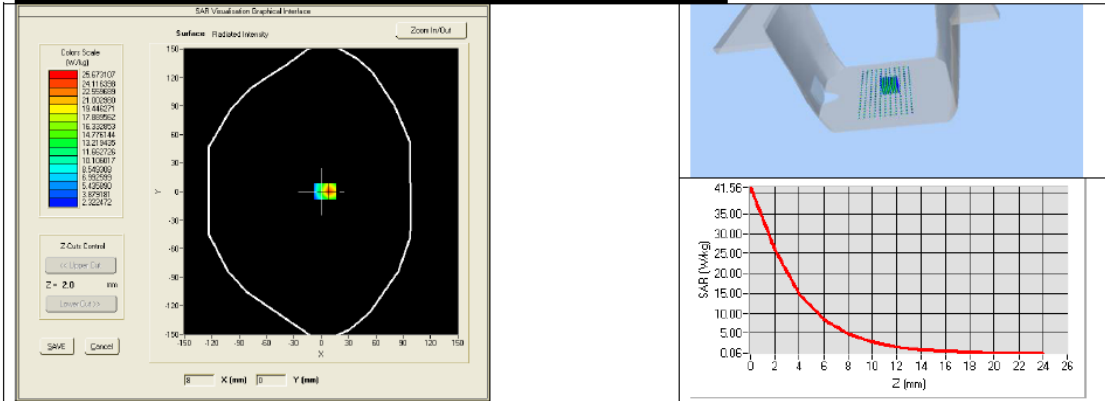 SAR Visualisation Graphical Interface
Surface Radiated Intensity
Zoom In/Out
Colors Scale
(W/kg)
25.673107
24.116398
22.559689
21.002980
19.446271
17.889562
16.332853
14.776144
13.219435
11.662726
10.106017
8.549308
6.992599
5.435890
3.879181
2.322472
150
120
90
60
30
Y 0
-30
-60
-90
-120
-150
-150 -120 -90 -60 -30 0 30 60 90 120 150
X
Z-Cuts Control
<< Upper Cut
Z = 2.0 mm
Lower Cut >>
SAVE Cancel
8 X (mm) 0 Y (mm)
41.56
35.00
30.00
25.00
20.00
15.00
10.00
5.00
0.06
SAR (W/kg)
0 2 4 6 8 10 12 14 16 18 20 22 24 26
Z (mm)